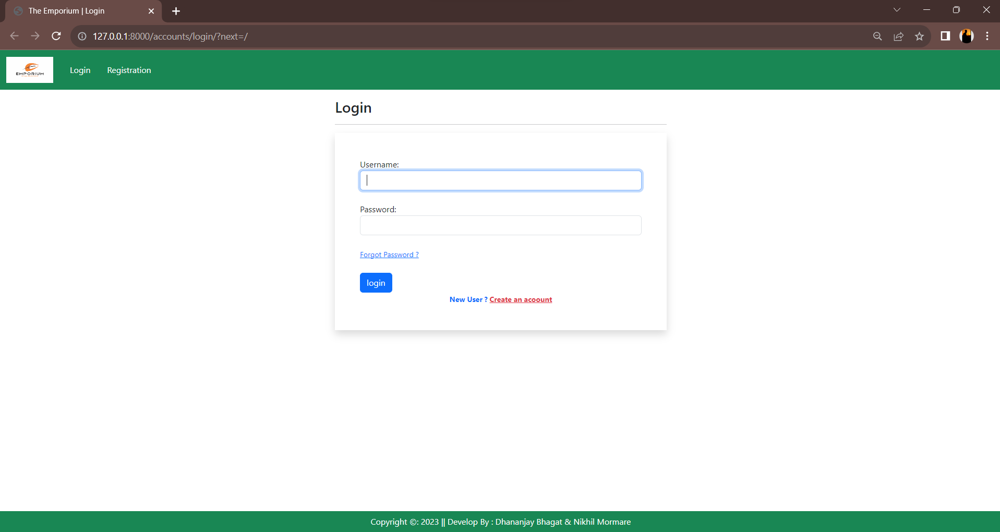 The Emporium | Login
127.0.0.1:8000/accounts/login/?next=/
EMPORIUM
Login
Registration
Login
Username:
Password:
Forgot Password ?
login
New User ? Create an acoount
Copyright ©: 2023 || Develop By : Dhananjay Bhagat & Nikhil Mormare